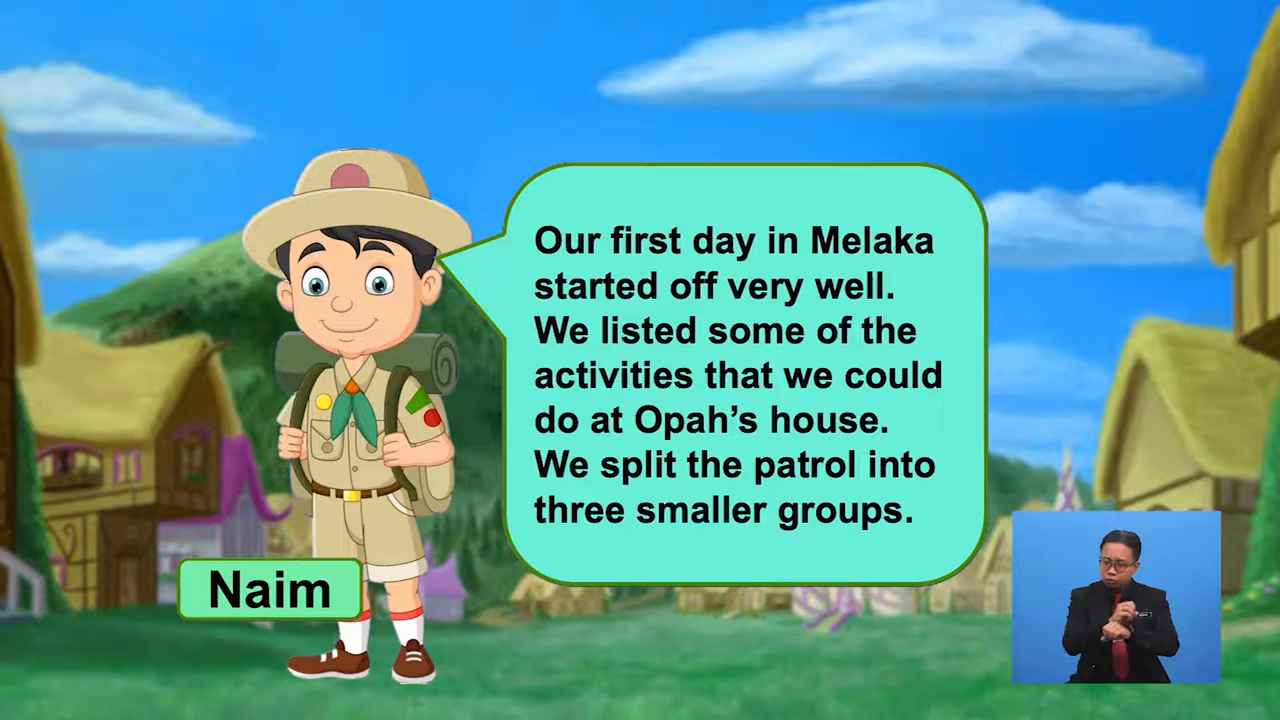 Our first day in Melaka
started off very well.
We listed some of the
activities that we could
do at Opah’s house.
We split the patrol into
three smaller groups.
Naim